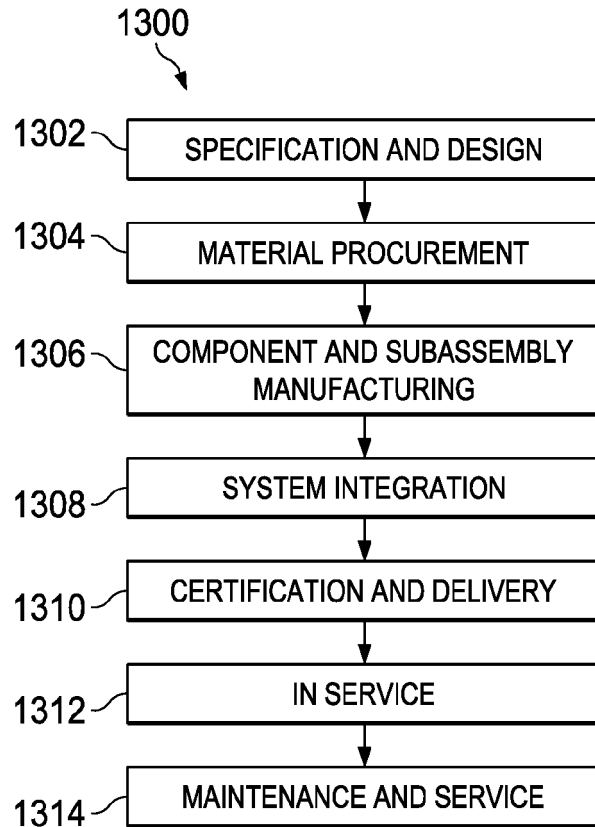 1300
1302 SPECIFICATION AND DESIGN
1304 MATERIAL PROCUREMENT
1306 COMPONENT AND SUBASSEMBLY
MANUFACTURING
1308 SYSTEM INTEGRATION
1310 CERTIFICATION AND DELIVERY
1312 IN SERVICE
1314 MAINTENANCE AND SERVICE